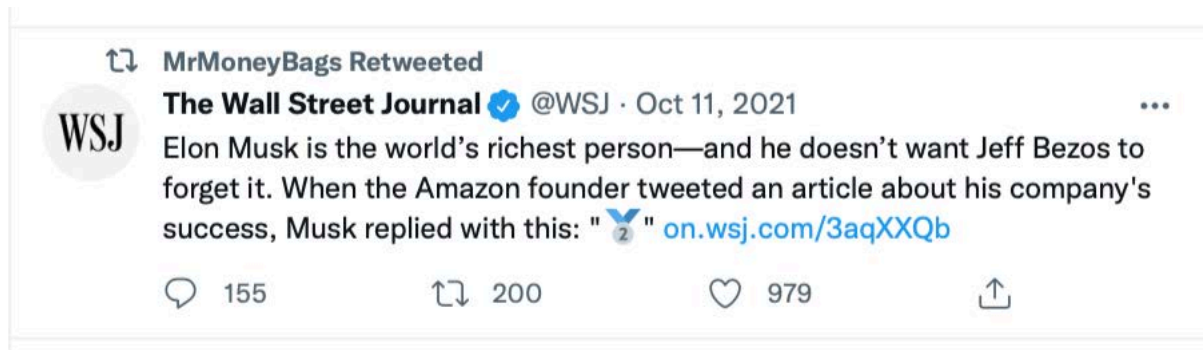 MrMoneyBags Retweeted
The Wall Street Journal @WSJ · Oct 11, 2021
WSJ
Elon Musk is the world’s richest person—and he doesn’t want Jeff Bezos to
forget it. When the Amazon founder tweeted an article about his company's
success, Musk replied with this: "🥈" on.wsj.com/3aqXXQb
155 200 979